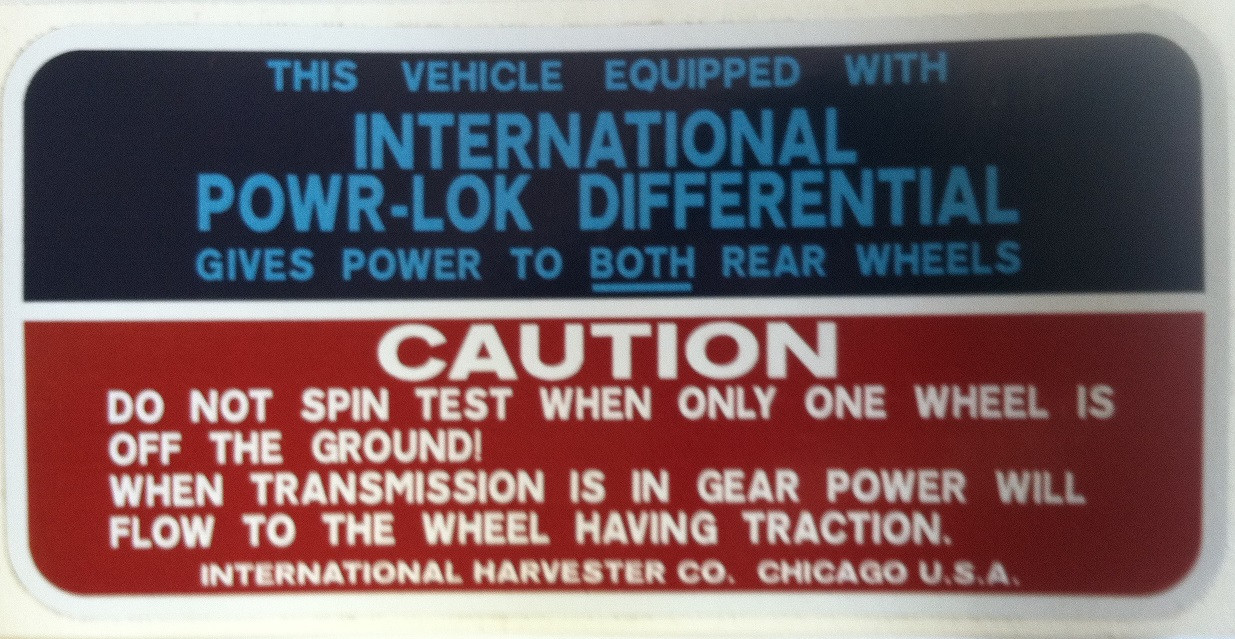 THIS VEHICLE EQUIPPED WITH
INTERNATIONAL
POWR-LOK DIFFERENTIAL
GIVES POWER TO BOTH REAR WHEELS
CAUTION
DO NOT SPIN TEST WHEN ONLY ONE WHEEL IS
OFF THE GROUND!
WHEN TRANSMISSION IS IN GEAR POWER WILL
FLOW TO THE WHEEL HAVING TRACTION.
INTERNATIONAL HARVESTER CO. CHICAGO U.S.A.